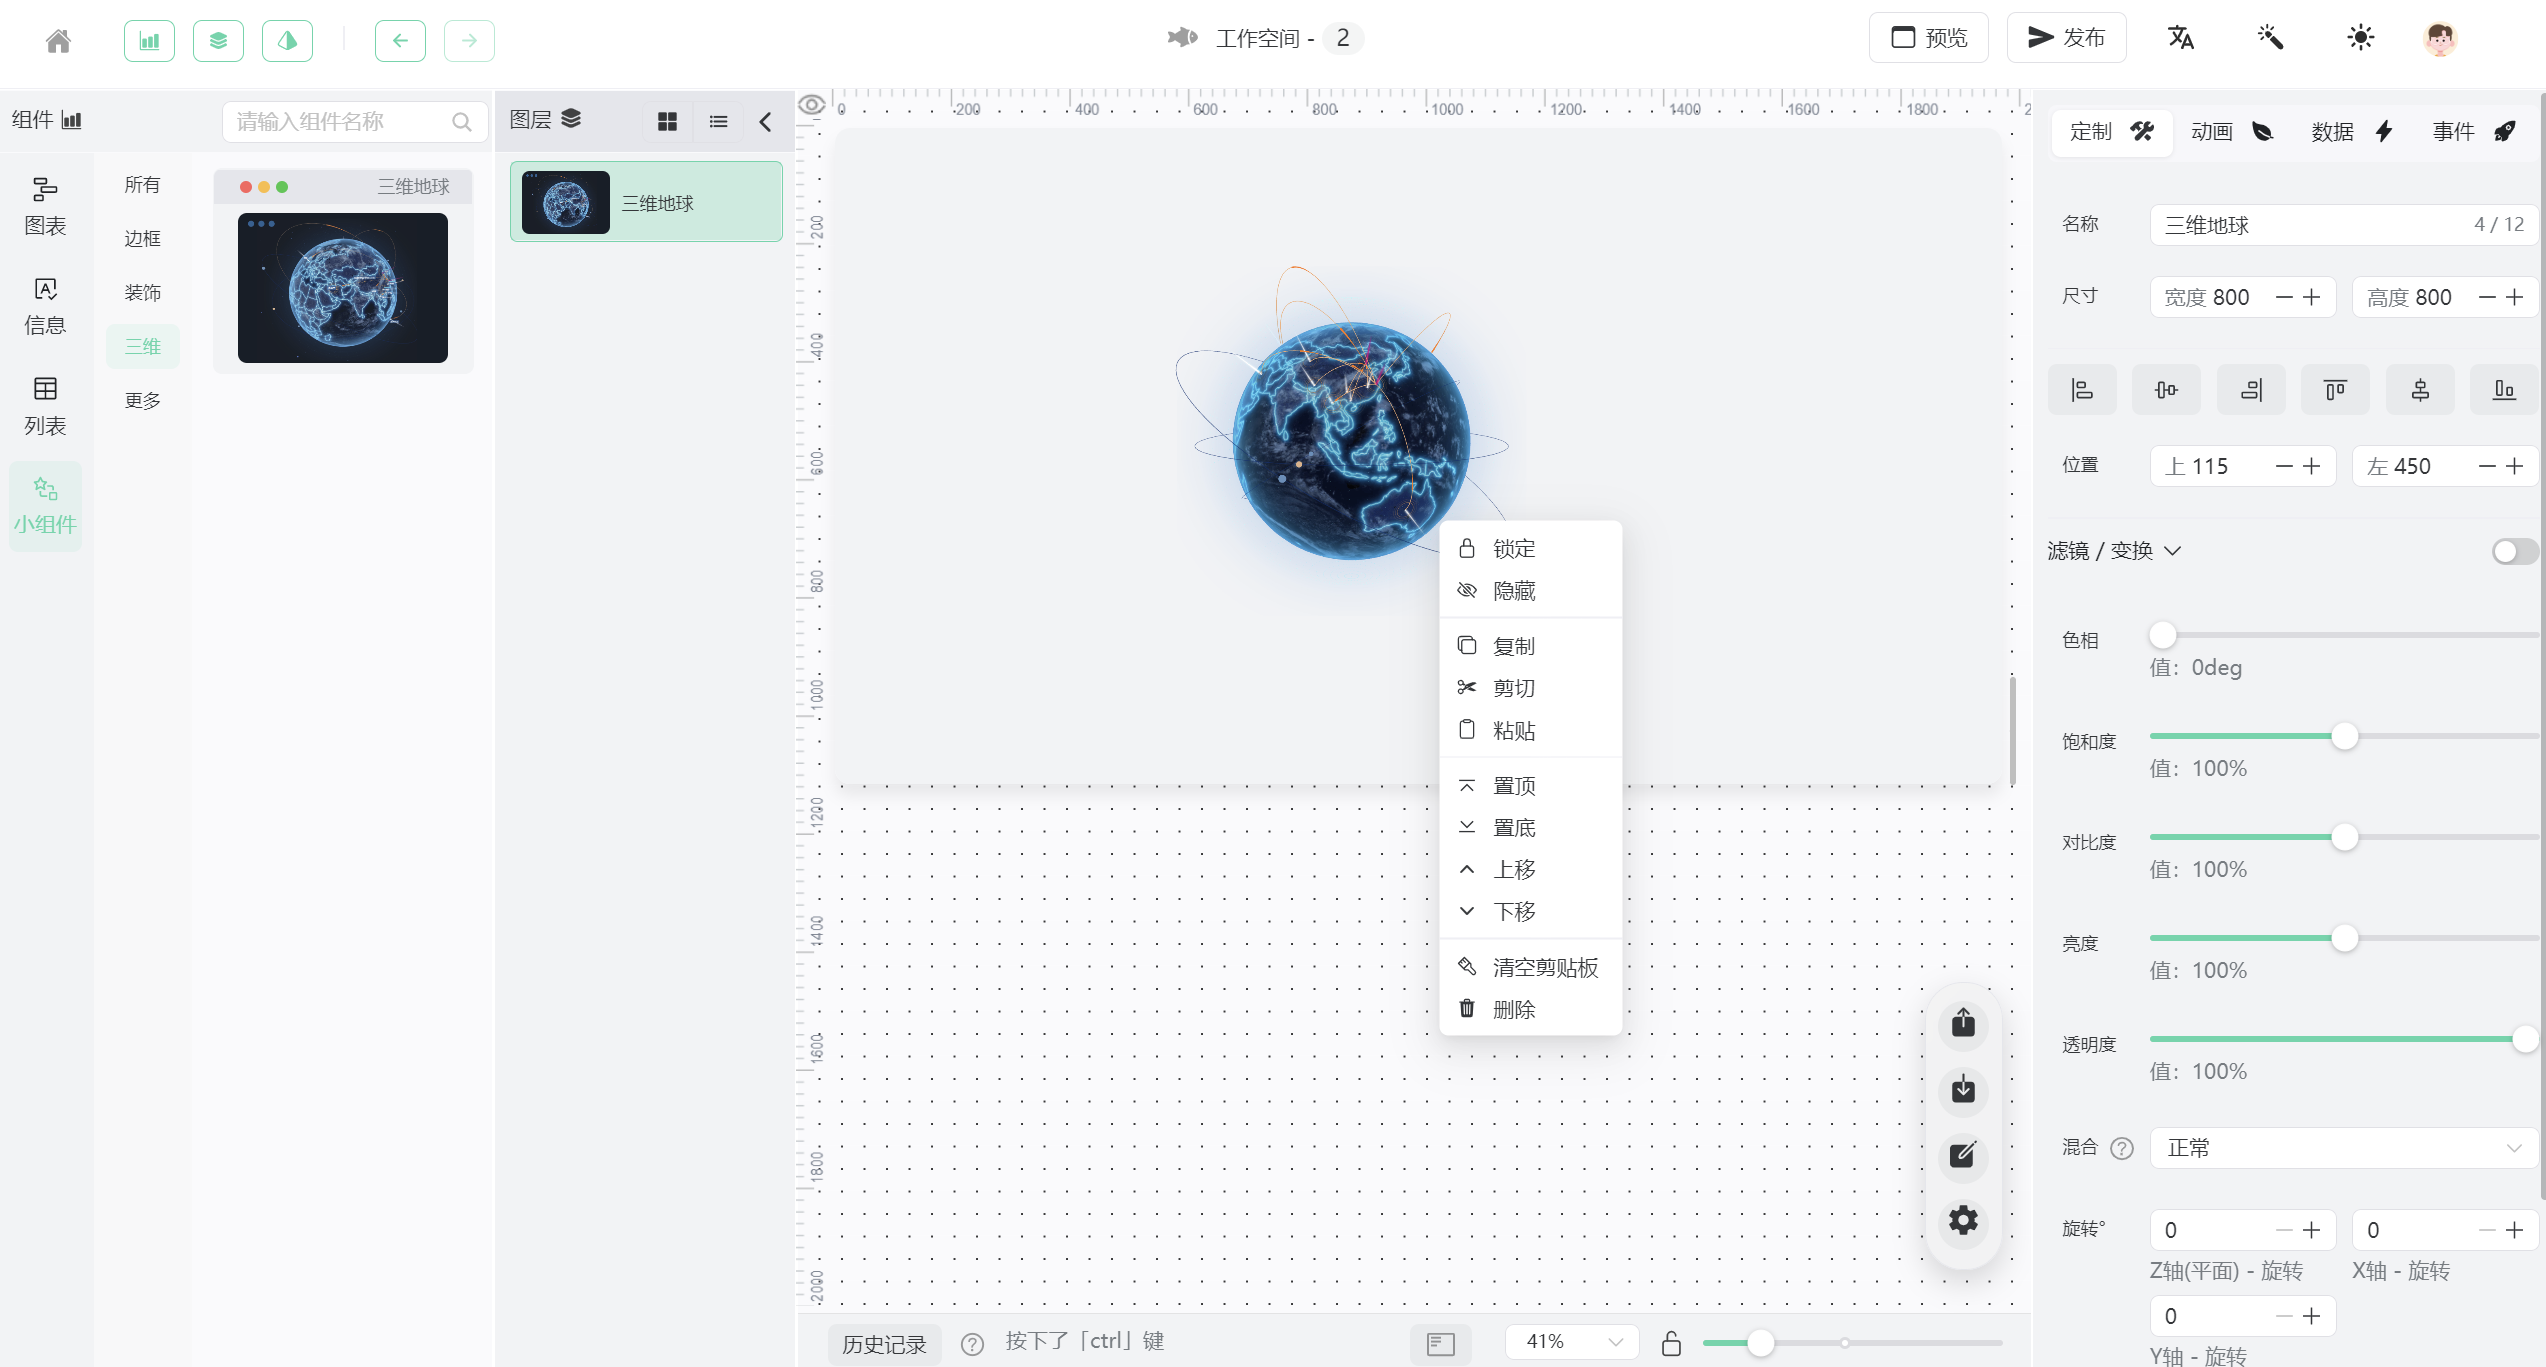 工作空间 -
2
预览
发布
组件
请输入组件名称
图层
0
200
400
600
800
1000
1200
1400
1600
1800
2
定制
动画
数据
事件
图表
信息
列表
小组件
所有
边框
装饰
三维
更多
三维地球
三维地球
200
400
600
800
1000
1200
1400
1600
1800
2000
锁定
隐藏
复制
剪切
粘贴
置顶
置底
上移
下移
清空剪贴板
删除
名称
三维地球
4 / 12
尺寸
宽度 800
高度 800
位置
上 115
左 450
滤镜 / 变换
色相
值：0deg
饱和度
值：100%
对比度
值：100%
亮度
值：100%
透明度
值：100%
混合
正常
旋转°
0
0
Z轴(平面) - 旋转
X轴 - 旋转
0
Y轴 - 旋转
历史记录
按下了「ctrl」键
41%